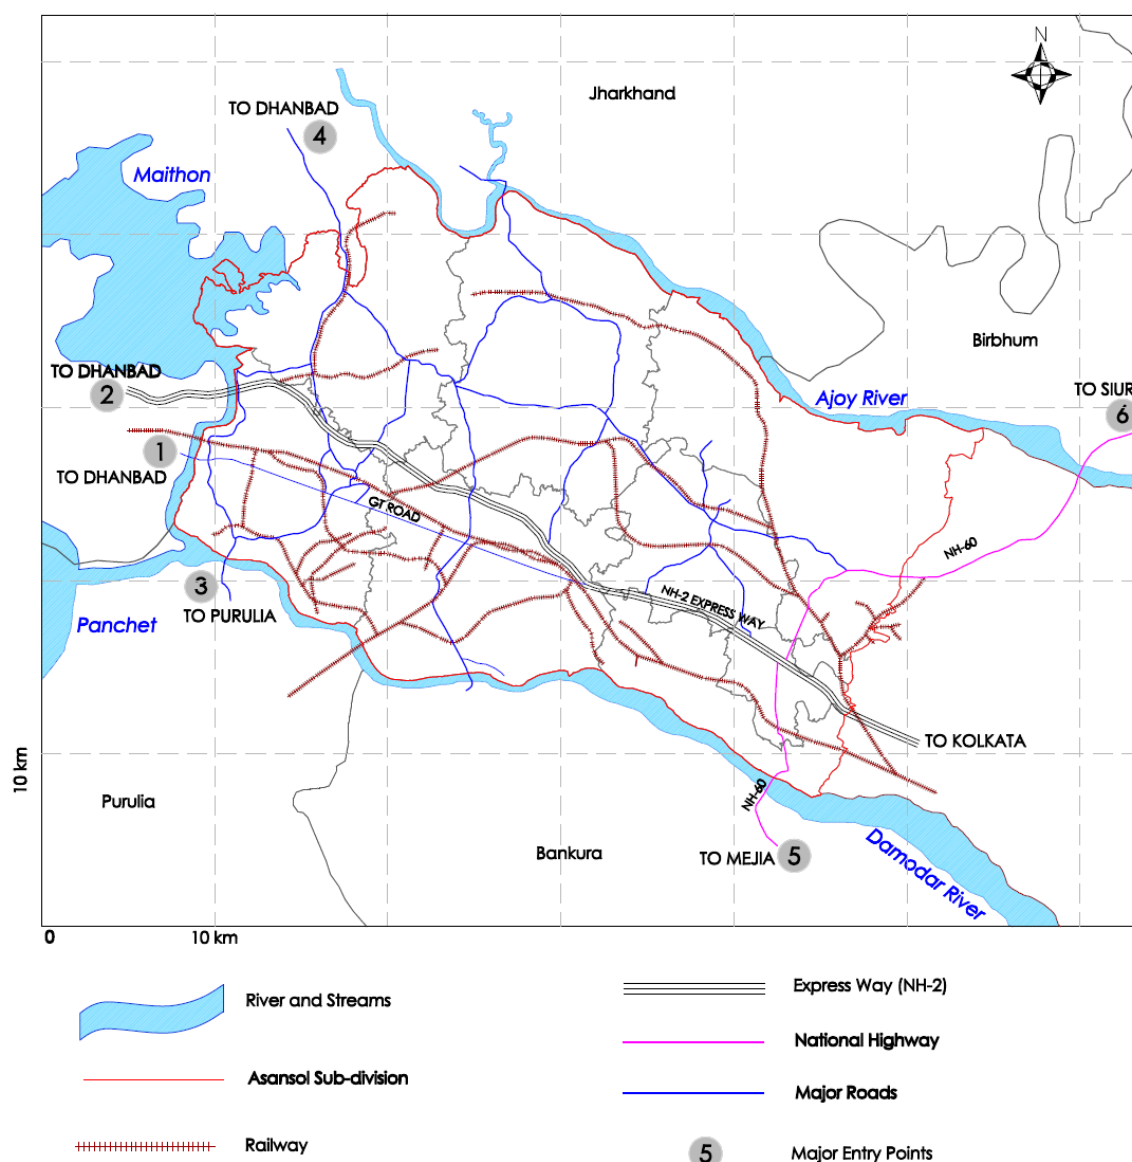 N
Jharkhand
TO DHANBAD
4
Maithon
Birbhum
TO DHANBAD
2
TO SIUR
6
Ajoy River
1
TO DHANBAD
GT ROAD
NH-60
3
TO PURULIA
NH-2 EXPRESS WAY
Panchet
TO KOLKATA
10 km
Purulia
NH-60
Bankura
TO MEJIA
5
Damodar River
0
10 km
River and Streams
Express Way (NH-2)
National Highway
Asansol Sub-division
Major Roads
Railway
5
Major Entry Points